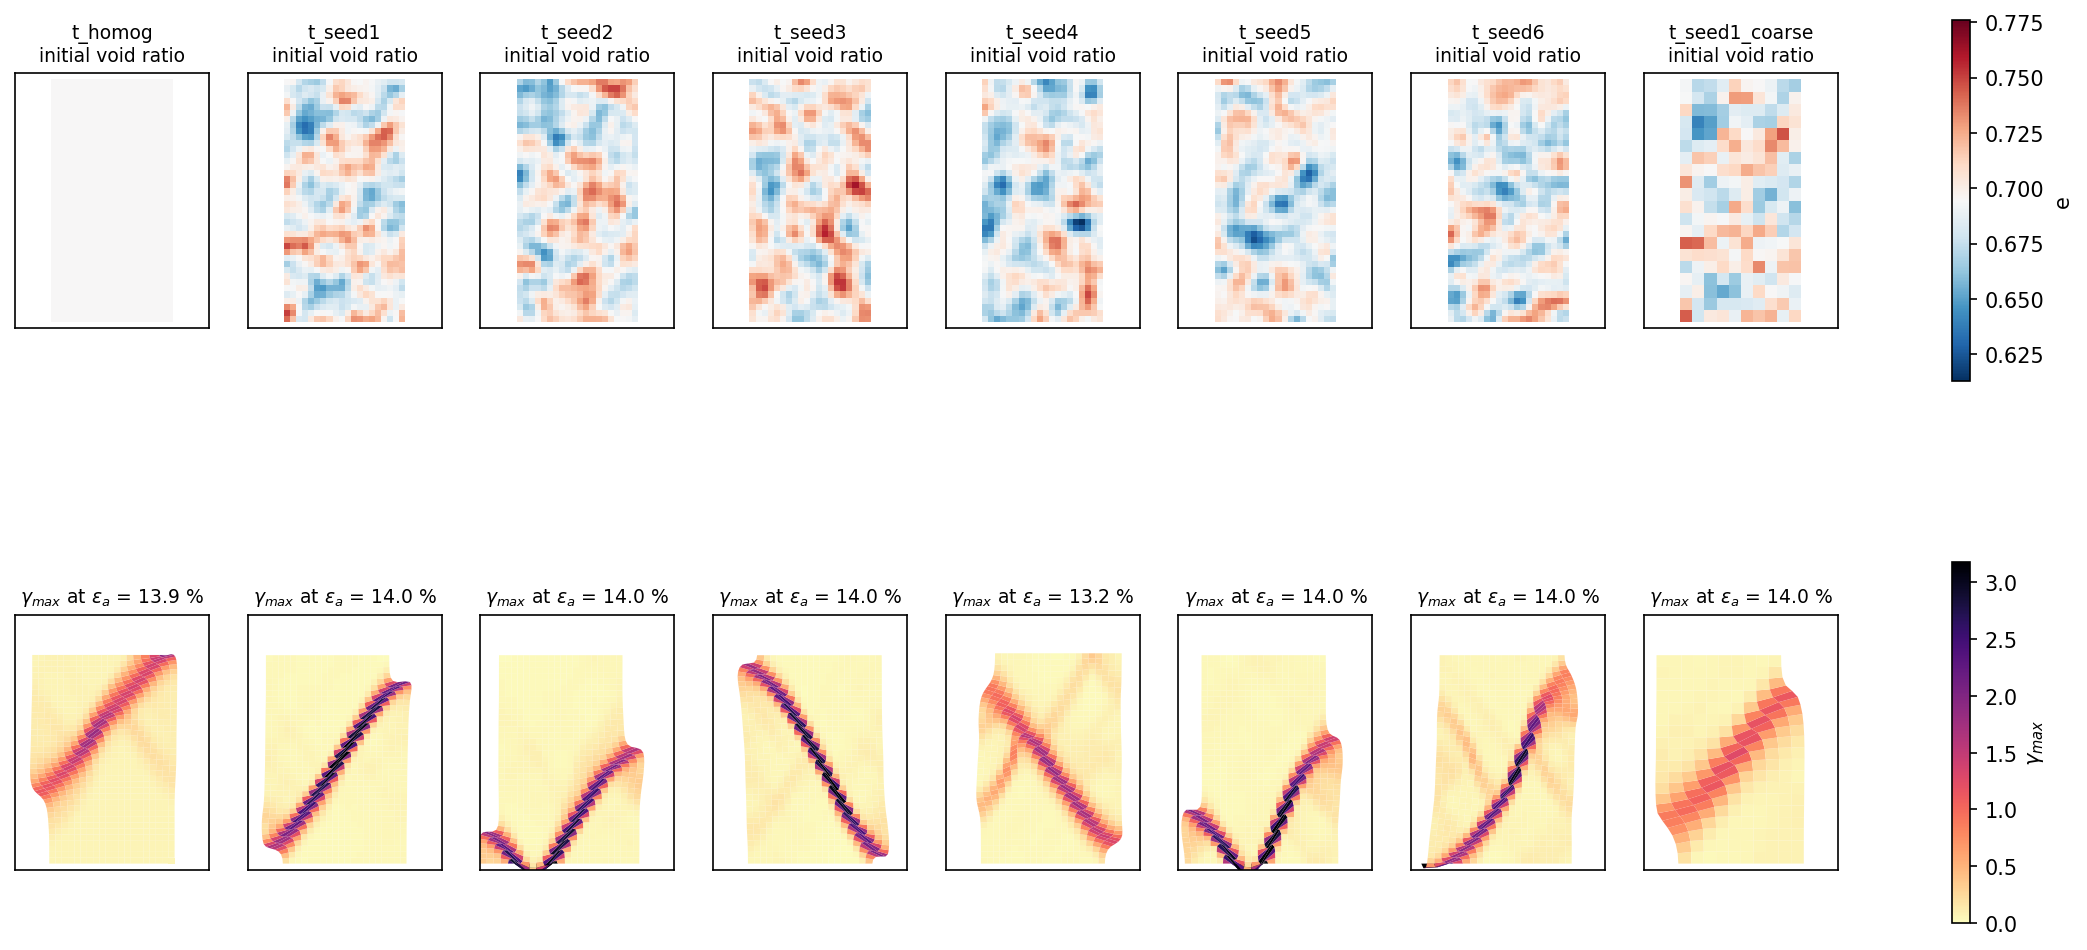 t_homog
initial void ratio
t_seed1
initial void ratio
t_seed2
initial void ratio
t_seed3
initial void ratio
t_seed4
initial void ratio
t_seed5
initial void ratio
t_seed6
initial void ratio
t_seed1_coarse
initial void ratio
0.775
0.750
0.725
0.700
0.675
0.650
0.625
e
γmax at εa = 13.9 %
γmax at εa = 14.0 %
γmax at εa = 14.0 %
γmax at εa = 14.0 %
γmax at εa = 13.2 %
γmax at εa = 14.0 %
γmax at εa = 14.0 %
γmax at εa = 14.0 %
3.0
2.5
2.0
1.5
1.0
0.5
0.0
γmax